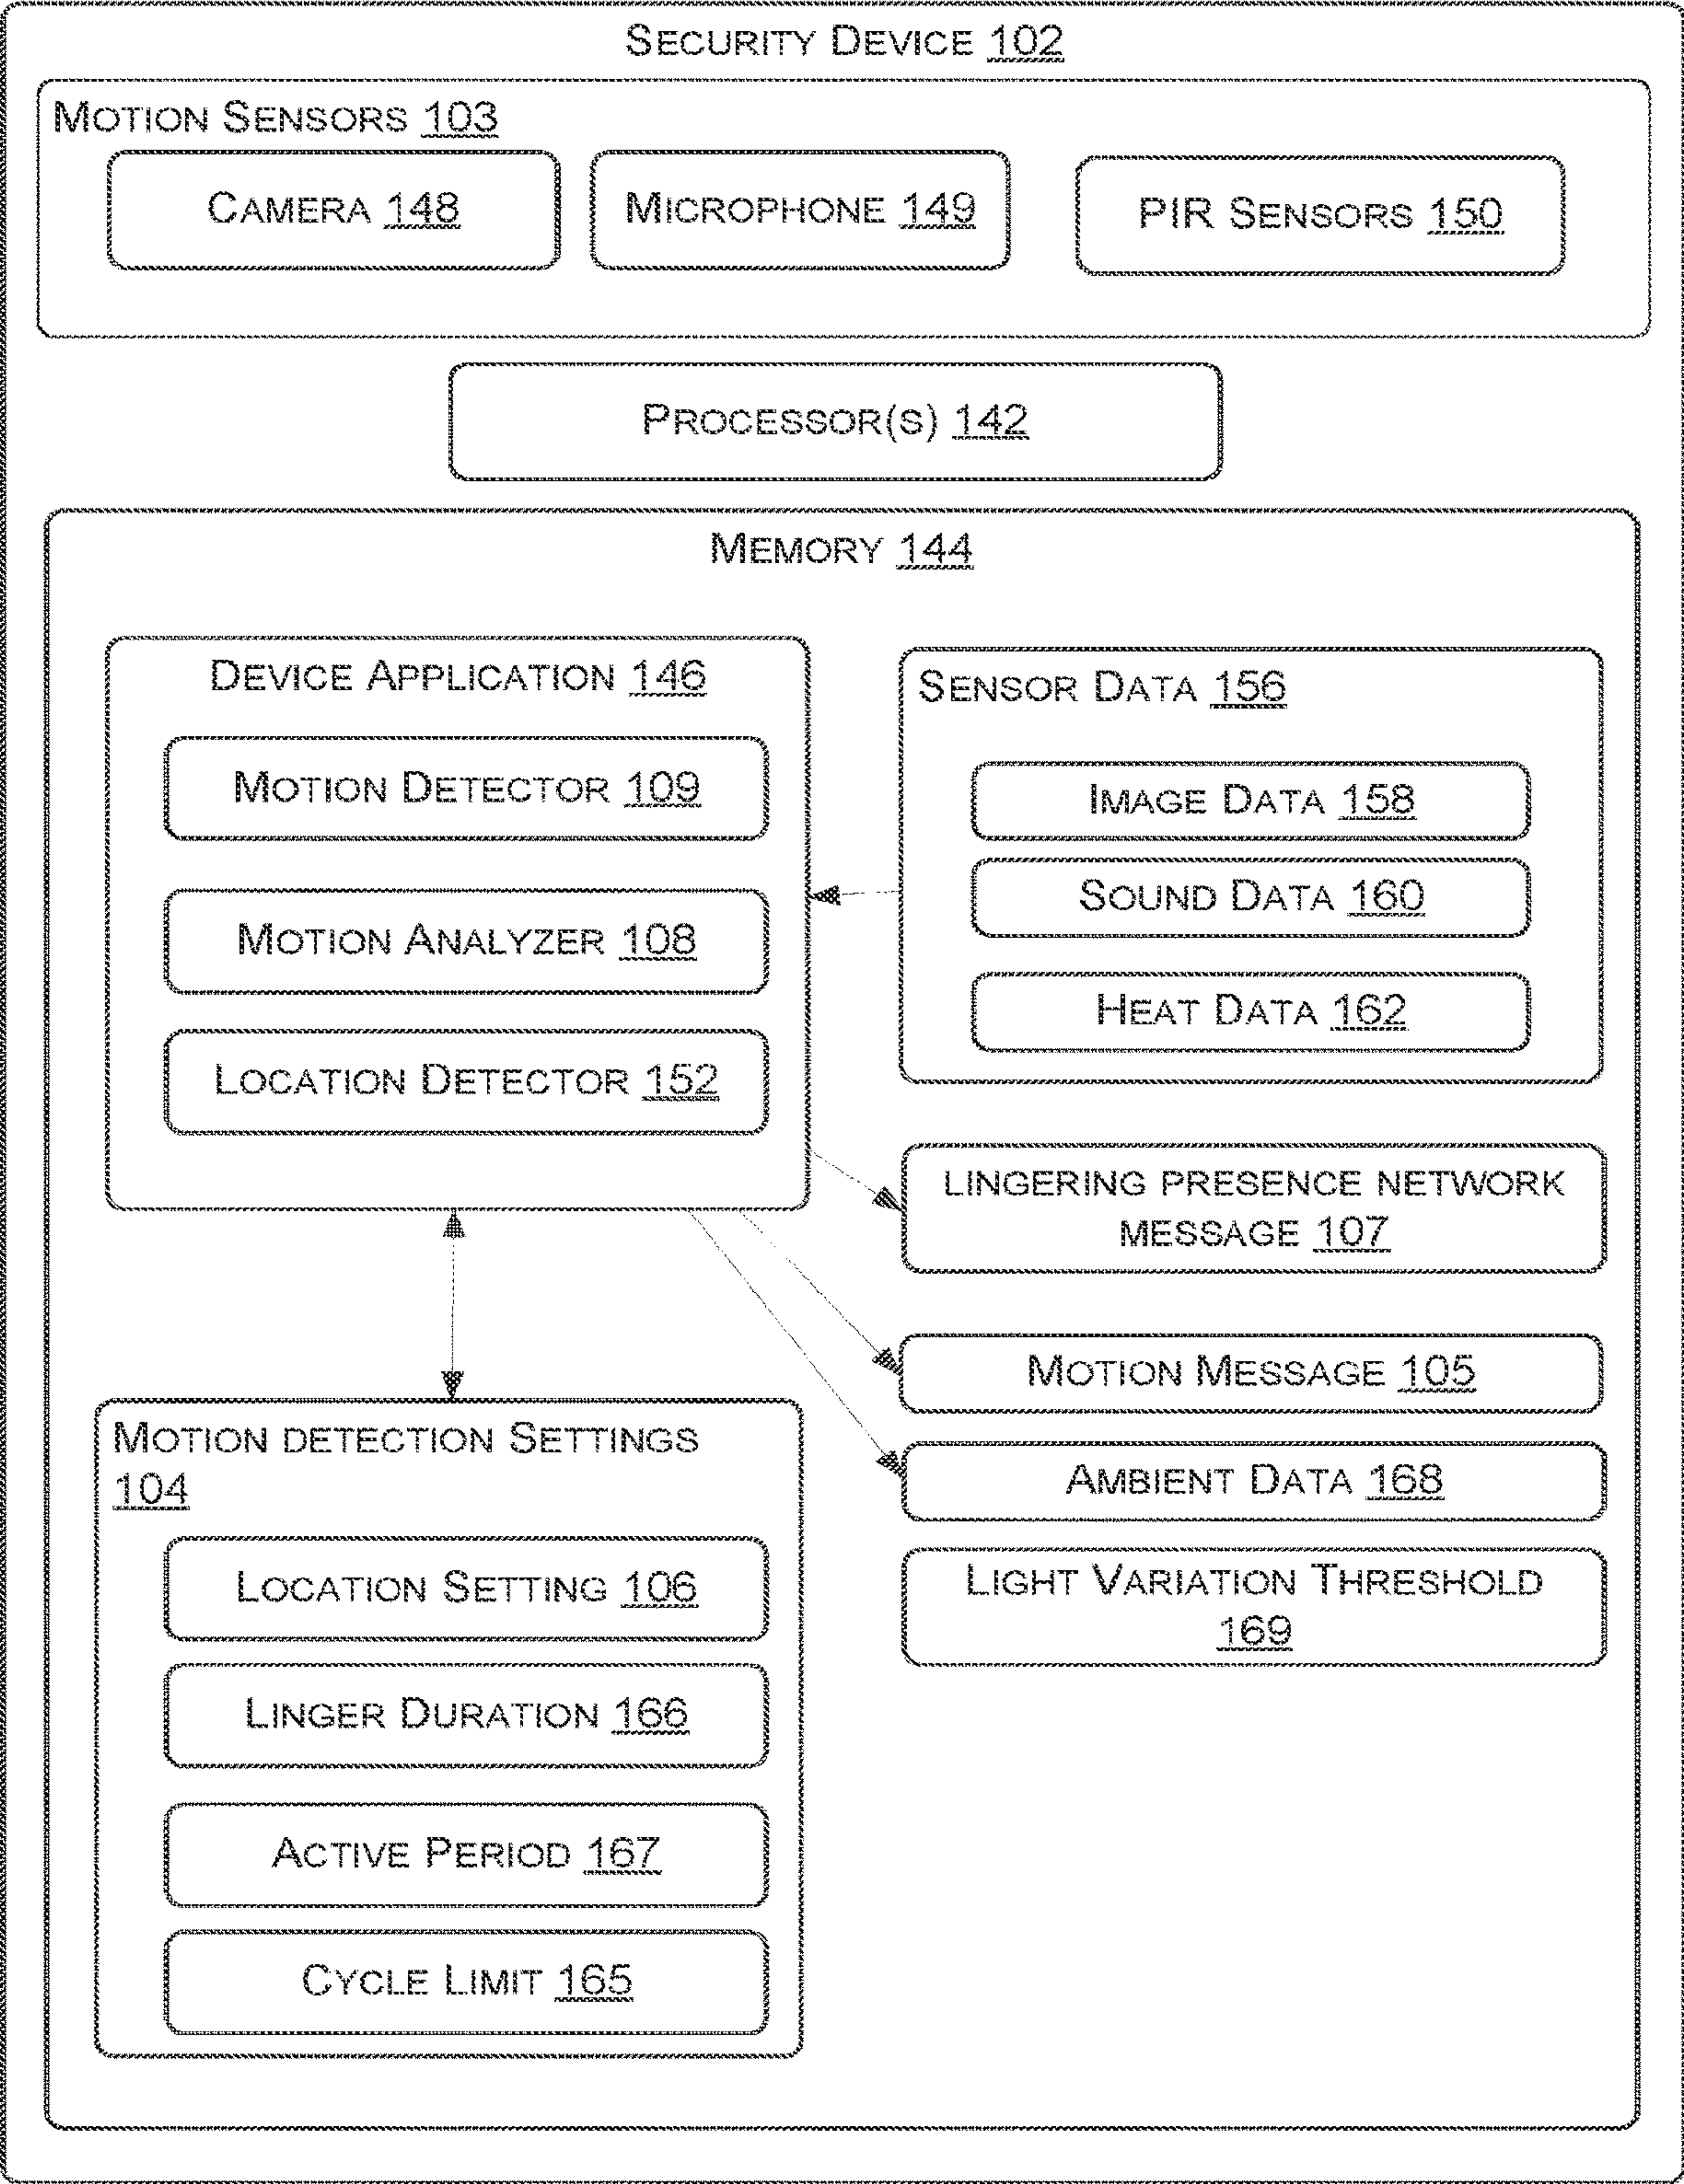 SECURITY DEVICE 102
MOTION SENSORS 103
CAMERA 148
MICROPHONE 149
PIR SENSORS 150
PROCESSOR(S) 142
MEMORY 144
DEVICE APPLICATION 146
MOTION DETECTOR 109
MOTION ANALYZER 108
LOCATION DETECTOR 152
SENSOR DATA 156
IMAGE DATA 158
SOUND DATA 160
HEAT DATA 162
LINGERING PRESENCE NETWORK
MESSAGE 107
MOTION MESSAGE 105
AMBIENT DATA 168
LIGHT VARIATION THRESHOLD
169
MOTION DETECTION SETTINGS
104
LOCATION SETTING 106
LINGER DURATION 166
ACTIVE PERIOD 167
CYCLE LIMIT 165